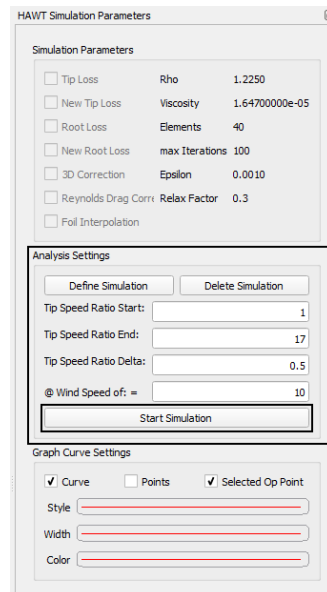 HAWT Simulation Parameters
Simulation Parameters
Tip Loss Rho 1.2250
New Tip Loss Viscosity 1.64700000e-05
Root Loss Elements 40
New Root Loss max Iterations 100
3D Correction Epsilon 0.0010
Reynolds Drag Corre Relax Factor 0.3
Foil Interpolation
Analysis Settings
Define Simulation Delete Simulation
Tip Speed Ratio Start: 1
Tip Speed Ratio End: 17
Tip Speed Ratio Delta: 0.5
@ Wind Speed of: = 10
Start Simulation
Graph Curve Settings
Curve Points Selected Op Point
Style
Width
Color